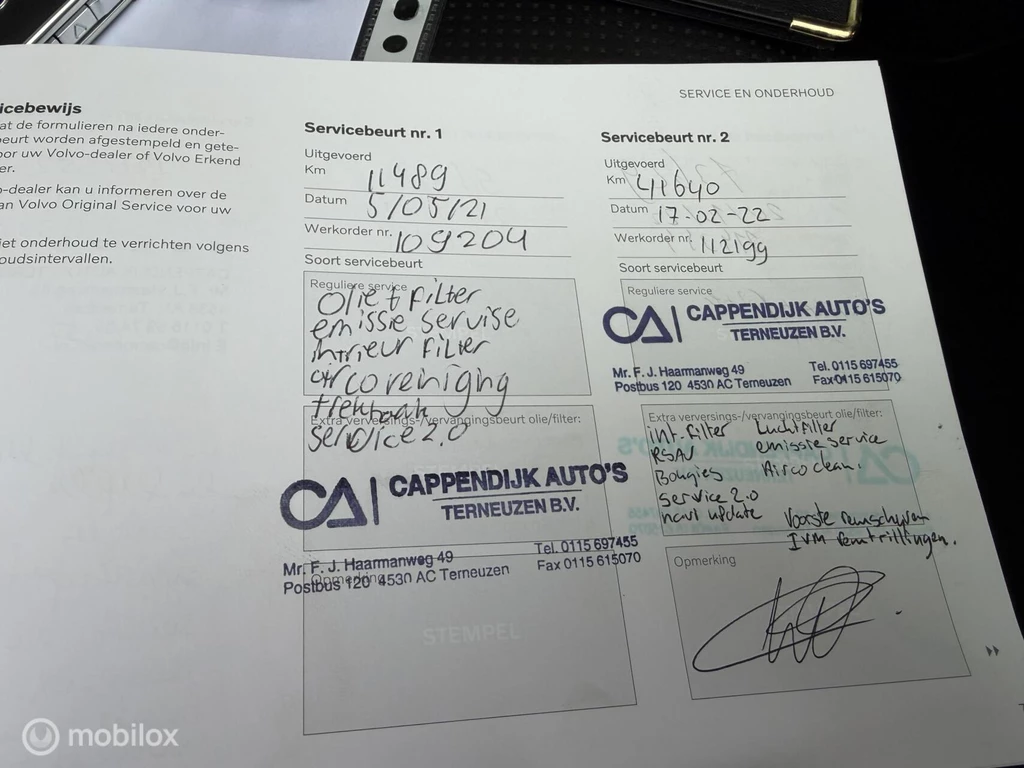 SERVICE EN ONDERHOUD
icebewijs
at de formulieren na iedere onder-
beurt worden afgestempeld en gete-
oor uw Volvo-dealer of Volvo Erkend
er.
o-dealer kan u informeren over de
an Volvo Original Service voor uw
iet onderhoud te verrichten volgens
oudsintervallen.
Servicebeurt nr. 1
Uitgevoerd
Km 11489
Datum 5/05/21
Werkorder nr. 109204
Soort servicebeurt
Reguliere service
Olie + filter
emissie servise
intrieur filter
aircoreiniging
trekhaak
Extra verversings-/vervangingsbeurt olie/filter:
service 2.0
CA CAPPENDIJK AUTO'S
TERNEUZEN B.V.
Mr. F. J. Haarmanweg 49 Tel. 0115 697455
Postbus 120 4530 AC Terneuzen Fax 0115 615070
Opmerking
STEMPEL
Servicebeurt nr. 2
Uitgevoerd
Km 41640
Datum 17-02-22
Werkorder nr. 112199
Soort servicebeurt
Reguliere service
CA CAPPENDIJK AUTO'S
TERNEUZEN B.V.
Mr. F. J. Haarmanweg 49 Tel. 0115 697455
Postbus 120 4530 AC Terneuzen Fax 0115 615070
Extra verversings-/vervangingsbeurt olie/filter:
int. filter Luchtfilter
RSAV emissie service
Bougies Airco clean.
service 2.0
navi update Voorste remschijven
IVM remtrillingen.
Opmerking
mobilox